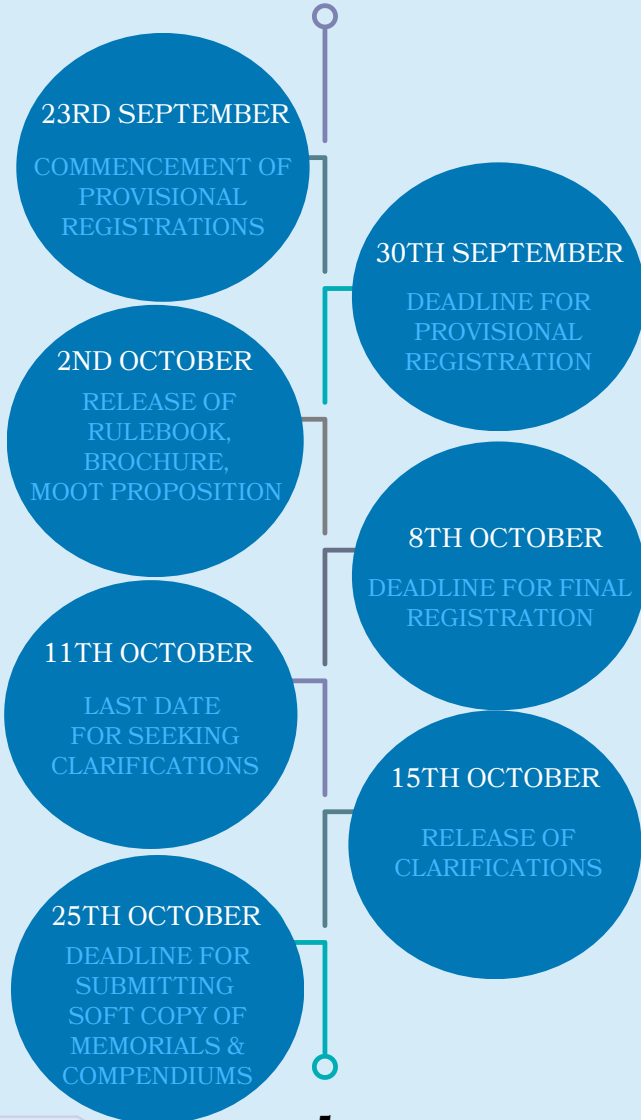 23RD SEPTEMBER
COMMENCEMENT OF
PROVISIONAL
REGISTRATIONS
30TH SEPTEMBER
DEADLINE FOR
PROVISIONAL
REGISTRATION
2ND OCTOBER
RELEASE OF
RULEBOOK,
BROCHURE,
MOOT PROPOSITION
8TH OCTOBER
DEADLINE FOR FINAL
REGISTRATION
11TH OCTOBER
LAST DATE
FOR SEEKING
CLARIFICATIONS
15TH OCTOBER
RELEASE OF
CLARIFICATIONS
25TH OCTOBER
DEADLINE FOR
SUBMITTING
SOFT COPY OF
MEMORIALS &
COMPENDIUMS